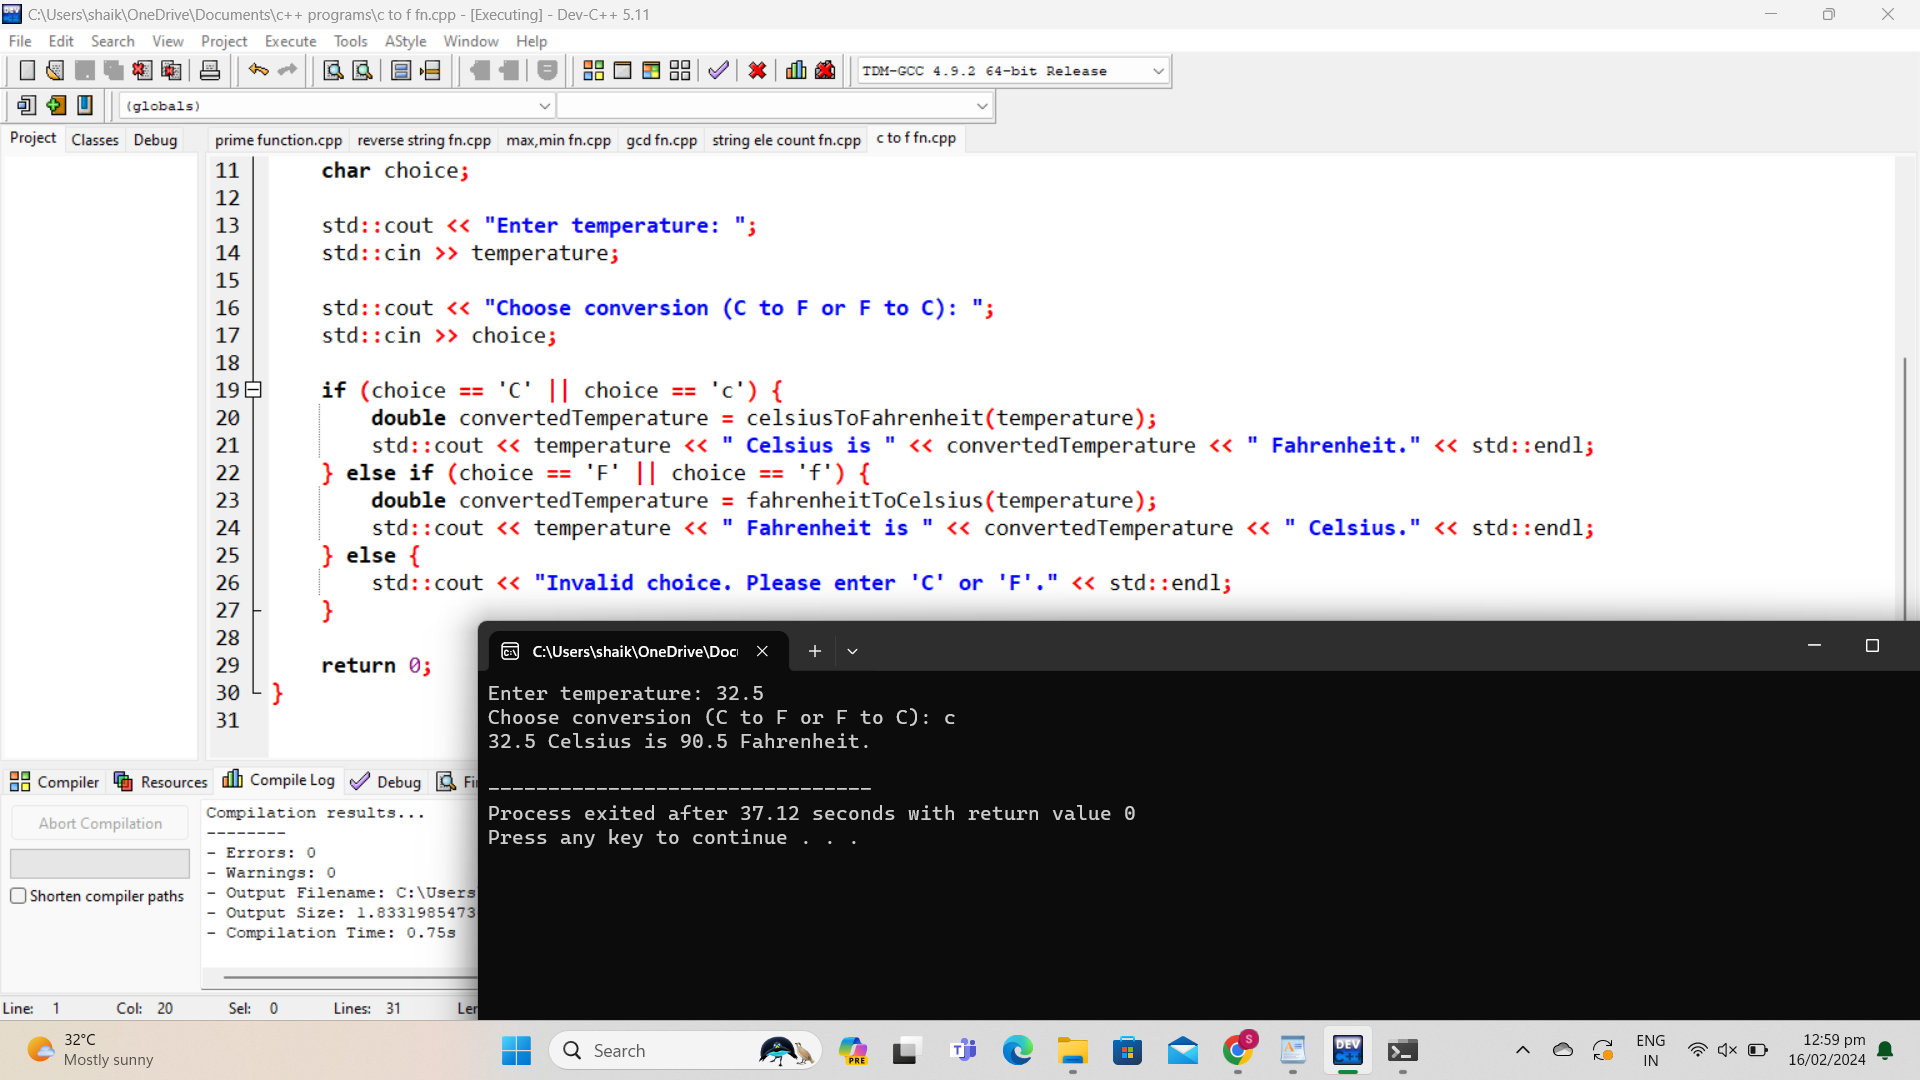 C:\Users\shaik\OneDrive\Documents\c++ programs\c to f fn.cpp - [Executing] - Dev-C++ 5.11
File Edit Search View Project Execute Tools AStyle Window Help
TDM-GCC 4.9.2 64-bit Release
(globals)
Project Classes Debug prime function.cpp reverse string fn.cpp max,min fn.cpp gcd fn.cpp string ele count fn.cpp c to f fn.cpp
11 char choice;
12
13 std::cout << "Enter temperature: ";
14 std::cin >> temperature;
15
16 std::cout << "Choose conversion (C to F or F to C): ";
17 std::cin >> choice;
18
19 if (choice == 'C' || choice == 'c') {
20 double convertedTemperature = celsiusToFahrenheit(temperature);
21 std::cout << temperature << " Celsius is " << convertedTemperature << " Fahrenheit." << std::endl;
22 } else if (choice == 'F' || choice == 'f') {
23 double convertedTemperature = fahrenheitToCelsius(temperature);
24 std::cout << temperature << " Fahrenheit is " << convertedTemperature << " Celsius." << std::endl;
25 } else {
26 std::cout << "Invalid choice. Please enter 'C' or 'F'." << std::endl;
27 }
28
29 return 0;
30 }
31
C:\Users\shaik\OneDrive\Doc
Enter temperature: 32.5
Choose conversion (C to F or F to C): c
32.5 Celsius is 90.5 Fahrenheit.
--------------------------------
Process exited after 37.12 seconds with return value 0
Press any key to continue . . .
Compiler Resources Compile Log Debug
Abort Compilation
Shorten compiler paths
Compilation results...
--------
- Errors: 0
- Warnings: 0
- Output Filename: C:\Users
- Output Size: 1.8331985473
- Compilation Time: 0.75s
Line: 1 Col: 20 Sel: 0 Lines: 31
32°C
Mostly sunny
Search
PRE
S
DEV
C++
ENG
IN
12:59 pm
16/02/2024